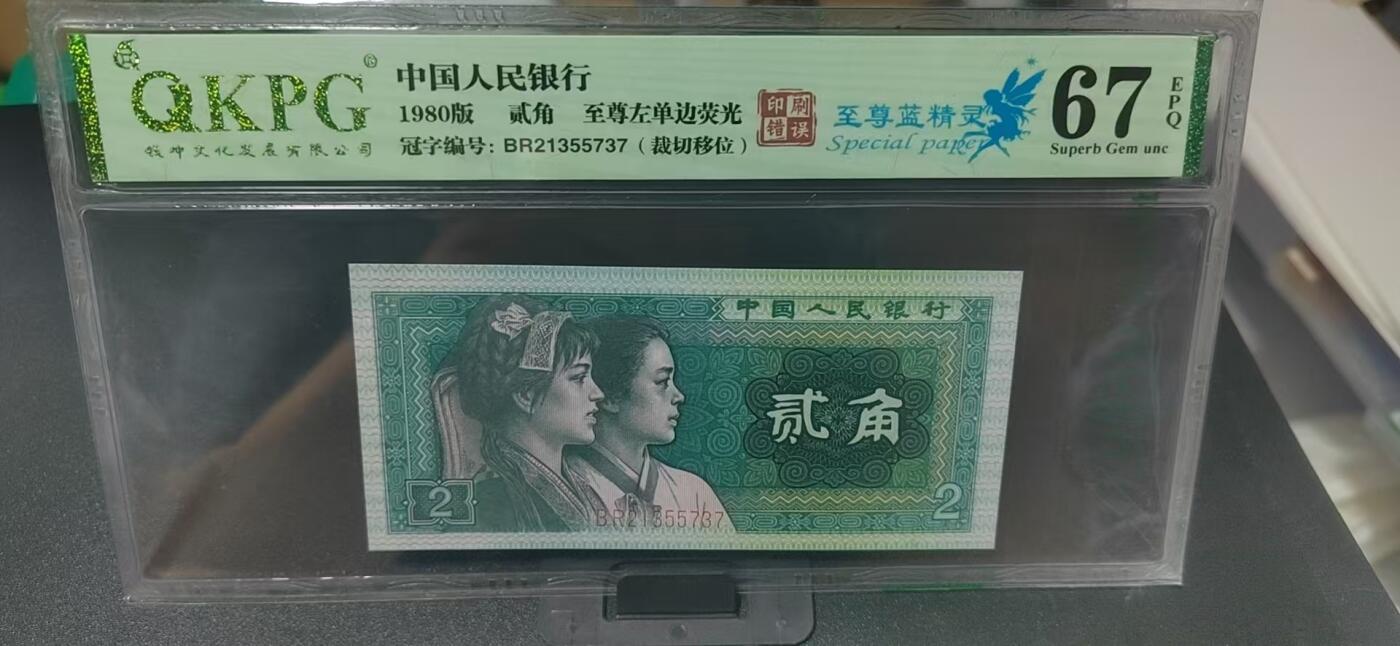 QKPG®
钱坤文化发展有限公司
中国人民银行
1980版 贰角 至尊左单边荧光
冠字编号: BR21355737 (裁切移位)
印刷
错误
至尊蓝精灵
Special paper
67
EPQ
Superb Gem unc
中国人民银行
贰角
2
BR21355737
2